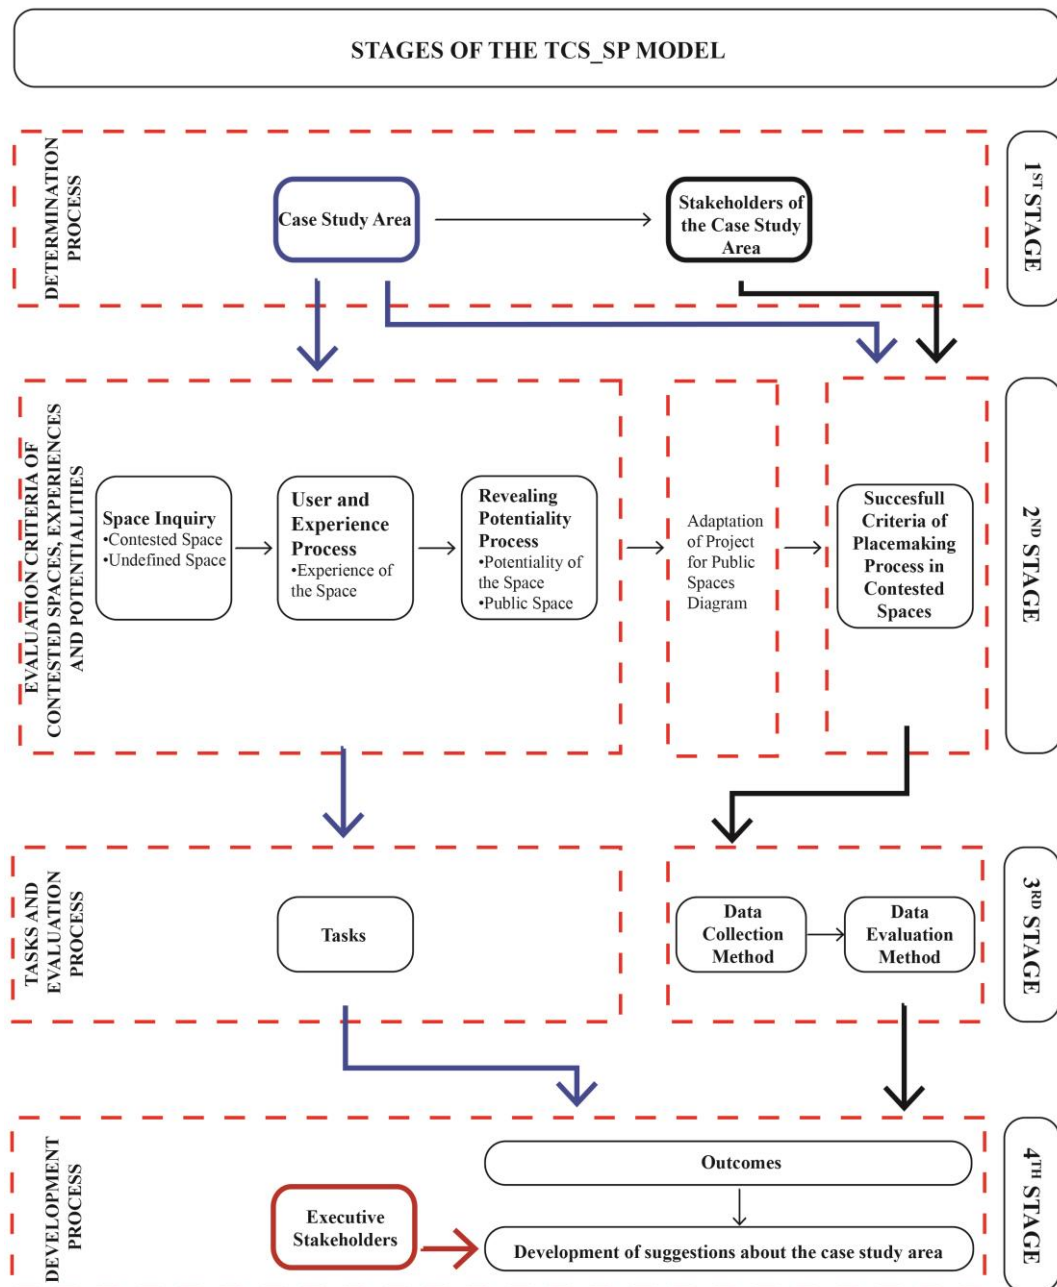 STAGES OF THE TCS_SP MODEL
DETERMINATION
PROCESS
Case Study Area
Stakeholders of
the Case Study
Area
1ST STAGE
EVALUATION CRITERIA OF
CONTESTED SPACES, EXPERIENCES
AND POTENTIALITIES
Space Inquiry
•Contested Space
•Undefined Space
User and
Experience
Process
•Experience of
the Space
Revealing
Potentiality
Process
•Potentiality of
the Space
•Public Space
Adaptation
of Project
for Public
Spaces
Diagram
Succesfull
Criteria of
Placemaking
Process in
Contested
Spaces
2ND STAGE
TASKS AND
EVALUATION
PROCESS
Tasks
Data
Collection
Method
Data
Evaluation
Method
3RD STAGE
DEVELOPMENT
PROCESS
Executive
Stakeholders
Outcomes
Development of suggestions about the case study area
4TH STAGE